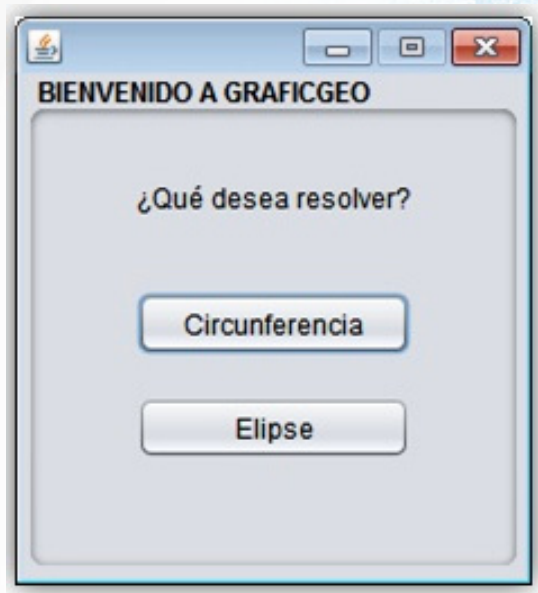 BIENVENIDO A GRAFICGEO
¿Qué desea resolver?
Circunferencia
Elipse